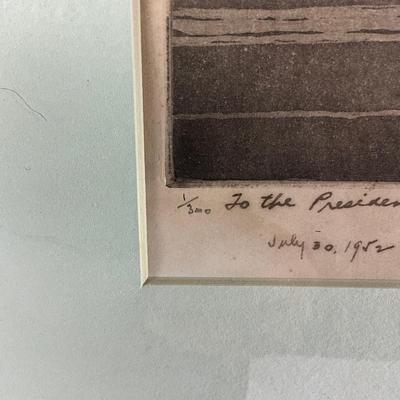 1/300 To the Presiden
July 30, 1952